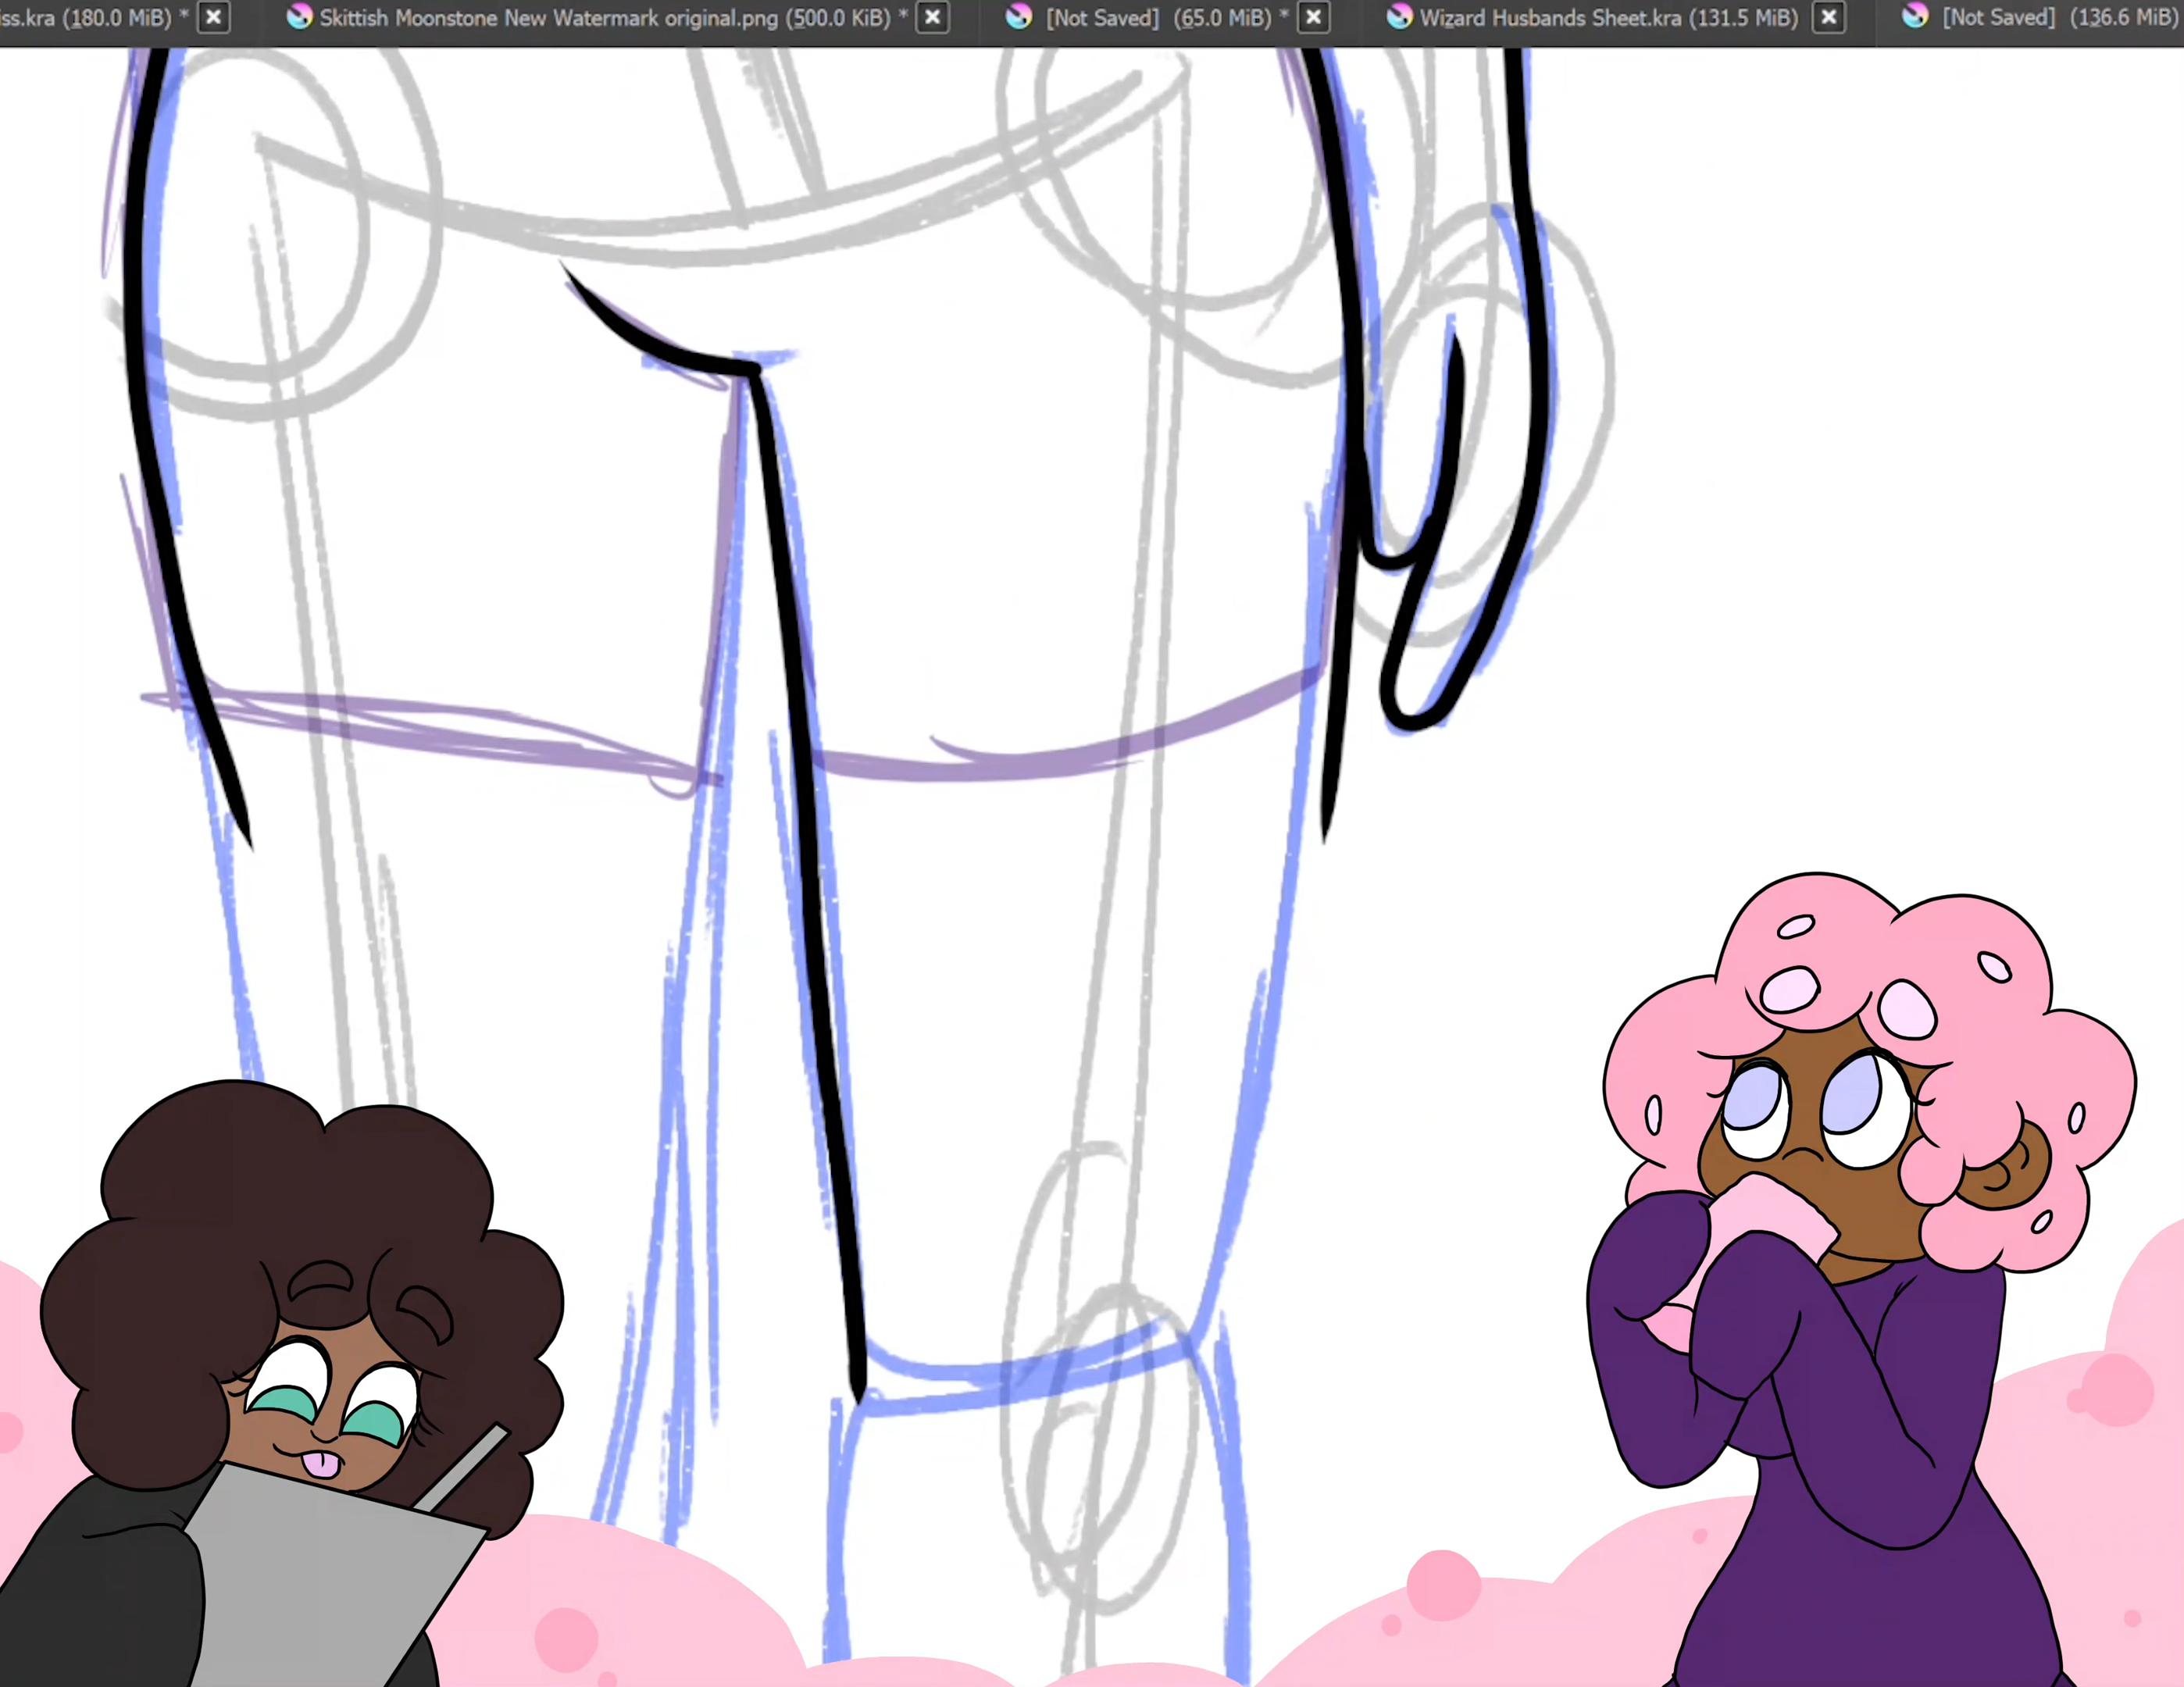 ss.kra (180.0 MiB) *
Skittish Moonstone New Watermark original.png (500.0 KiB) *
[Not Saved] (65.0 MiB) *
Wizard Husbands Sheet.kra (131.5 MiB)
[Not Saved] (136.6 MiB)